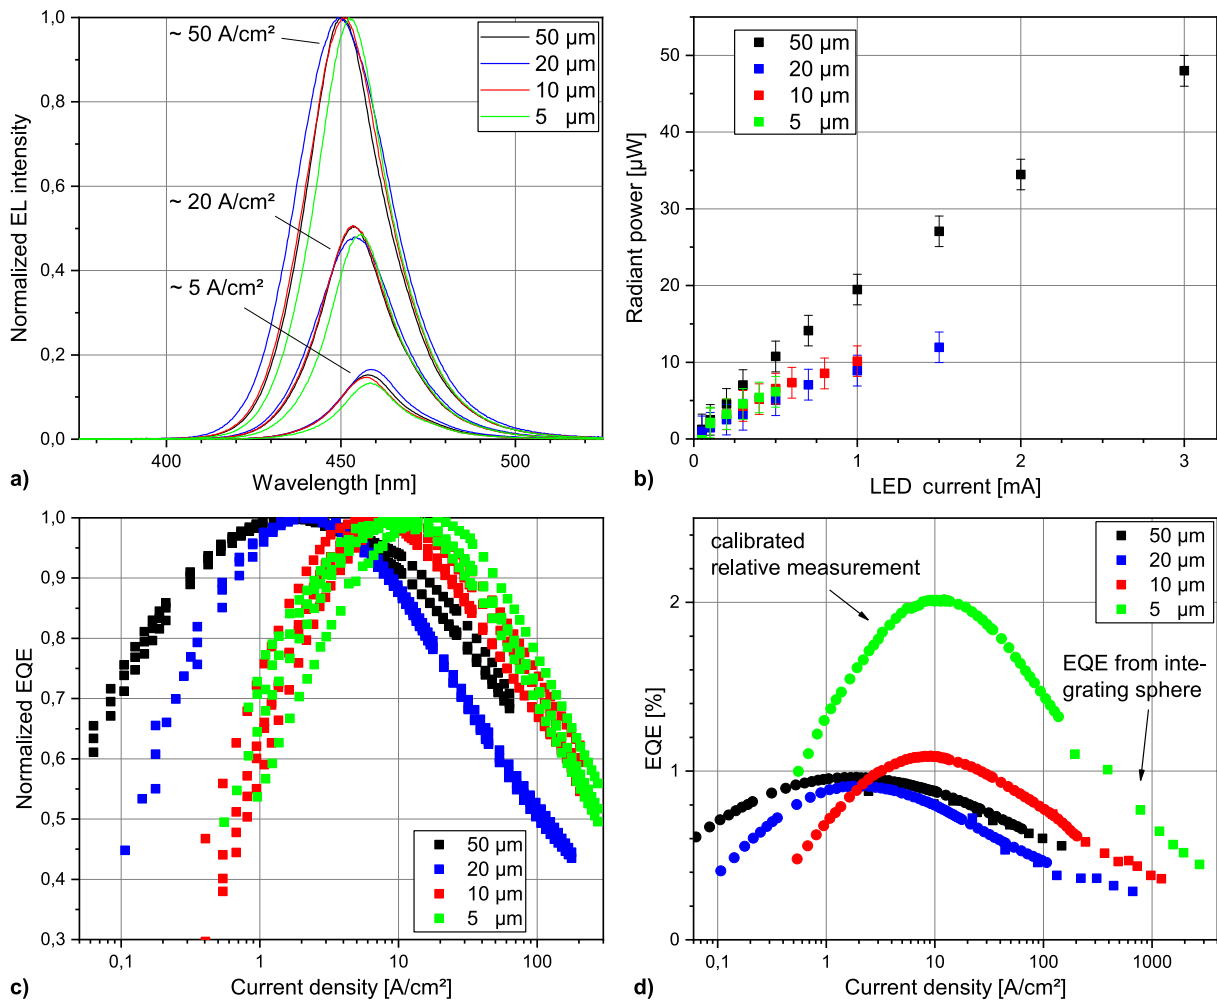 1,0
0,8
0,6
0,4
0,2
0,0
Normalized EL intensity
~ 50 A/cm²
~ 20 A/cm²
~ 5 A/cm²
50 µm
20 µm
10 µm
5 µm
400
450
500
Wavelength [nm]
a)
50
40
30
20
10
0
Radiant power [µW]
50 µm
20 µm
10 µm
5 µm
0
1
2
3
LED current [mA]
b)
1,0
0,9
0,8
0,7
0,6
0,5
0,4
0,3
Normalized EQE
50 µm
20 µm
10 µm
5 µm
0,1
1
10
100
Current density [A/cm²]
c)
2
1
0
EQE [%]
calibrated
relative measurement
50 µm
20 µm
10 µm
5 µm
EQE from inte-
grating sphere
0,1
1
10
100
1000
Current density [A/cm²]
d)